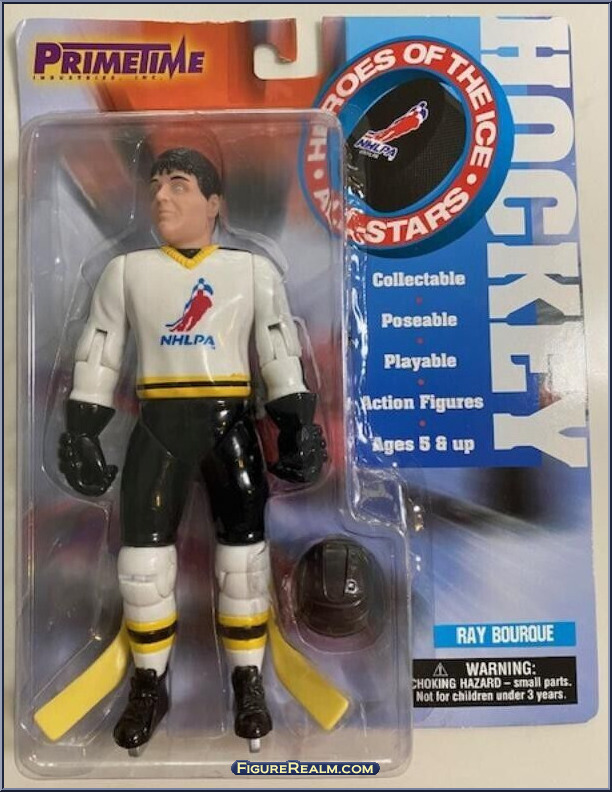 PRIMETIME
INDUSTRIES, INC.
HEROES OF THE ICE
• ALL-STARS •
NHLPA
HOCKEY
Collectable
•
Poseable
•
Playable
•
Action Figures
•
Ages 5 & up
NHLPA
RAY BOURQUE
WARNING:
CHOKING HAZARD – small parts.
Not for children under 3 years.
FIGUREREALM.COM